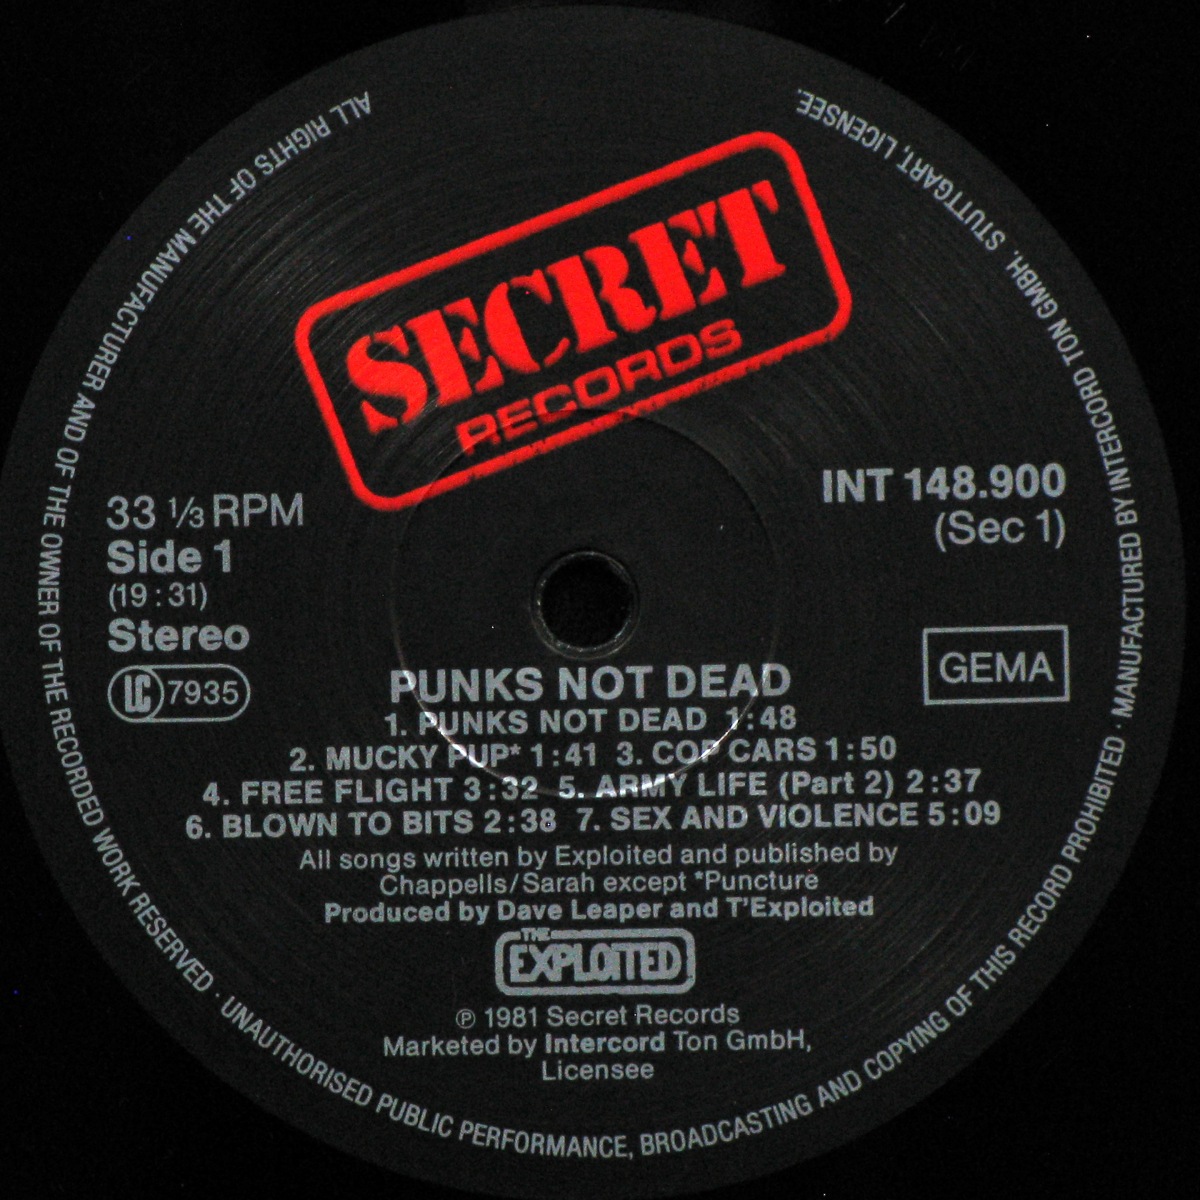 ALL RIGHTS OF THE MANUFACTURER AND OF THE OWNER OF THE RECORDED WORK RESERVED · UNAUTHORISED PUBLIC PERFORMANCE, BROADCASTING AND COPYING OF THIS RECORD PROHIBITED · MANUFACTURED BY INTERCORD TON GMBH, STUTTGART, LICENSEE.
SECRET
RECORDS
33 1/3 RPM
Side 1
(19 : 31)
Stereo
LC 7935
INT 148.900
(Sec 1)
GEMA
PUNKS NOT DEAD
1. PUNKS NOT DEAD 1 : 48
2. MUCKY PUP* 1 : 41 3. COP CARS 1 : 50
4. FREE FLIGHT 3 : 32 5. ARMY LIFE (Part 2) 2 : 37
6. BLOWN TO BITS 2 : 38 7. SEX AND VIOLENCE 5 : 09
All songs written by Exploited and published by
Chappells/Sarah except *Puncture
Produced by Dave Leaper and T'Exploited
THE
EXPLOITED
℗ 1981 Secret Records
Marketed by Intercord Ton GmbH,
Licensee